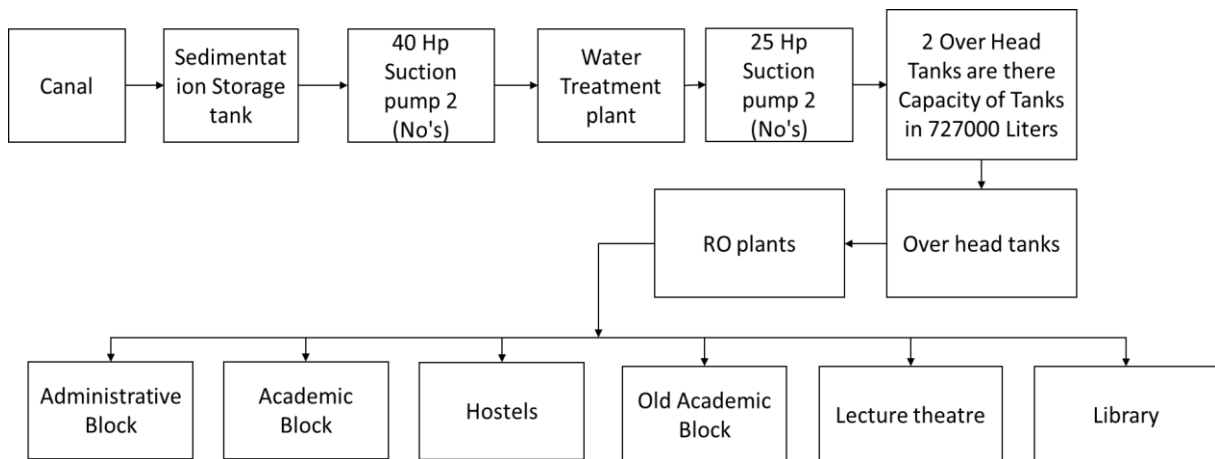 Canal
Sedimentat
ion Storage
tank
40 Hp
Suction
pump 2
(No's)
Water
Treatment
plant
25 Hp
Suction
pump 2
(No's)
2 Over Head
Tanks are there
Capacity of Tanks
in 727000 Liters
RO plants
Over head tanks
Administrative
Block
Academic
Block
Hostels
Old Academic
Block
Lecture theatre
Library